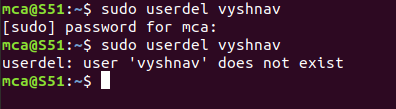 mca@S51:~$ sudo userdel vyshnav
[sudo] password for mca:
mca@S51:~$ sudo userdel vyshnav
userdel: user 'vyshnav' does not exist
mca@S51:~$